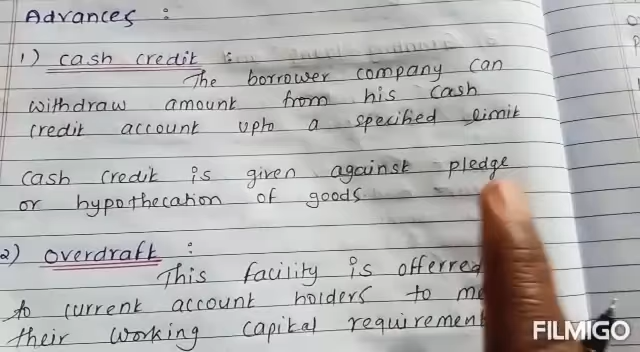 Advances :
1) cash credit :
The borrower company can
withdraw amount from his cash
credit account upto a specified limit
cash credit is given against pledge
or hypothecation of goods.
2) overdraft :
This facility is offerred
to current account holders to
their working capital requirement
FILMIGO